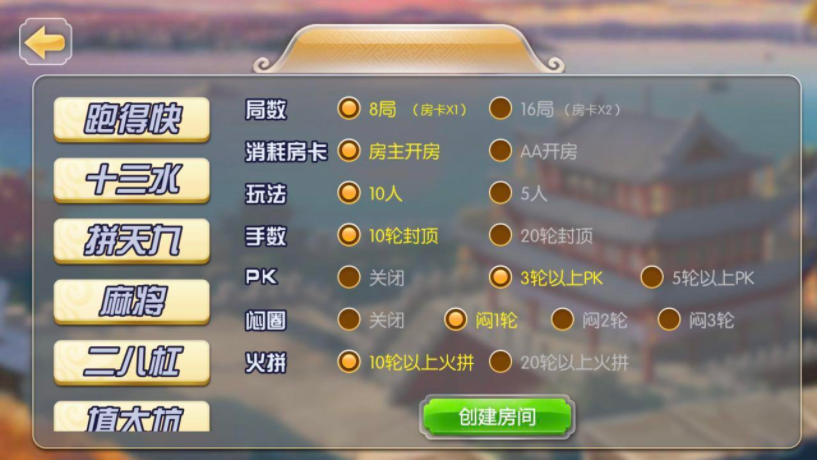 跑得快
十三水
拼天九
麻将
二八杠
填大坑
局数 8局 （房卡X1） 16局（房卡X2）
消耗房卡 房主开房 AA开房
玩法 10人 5人
手数 10轮封顶 20轮封顶
PK 关闭 3轮以上PK 5轮以上PK
闷圈 关闭 闷1轮 闷2轮 闷3轮
火拼 10轮以上火拼 20轮以上火拼
创建房间